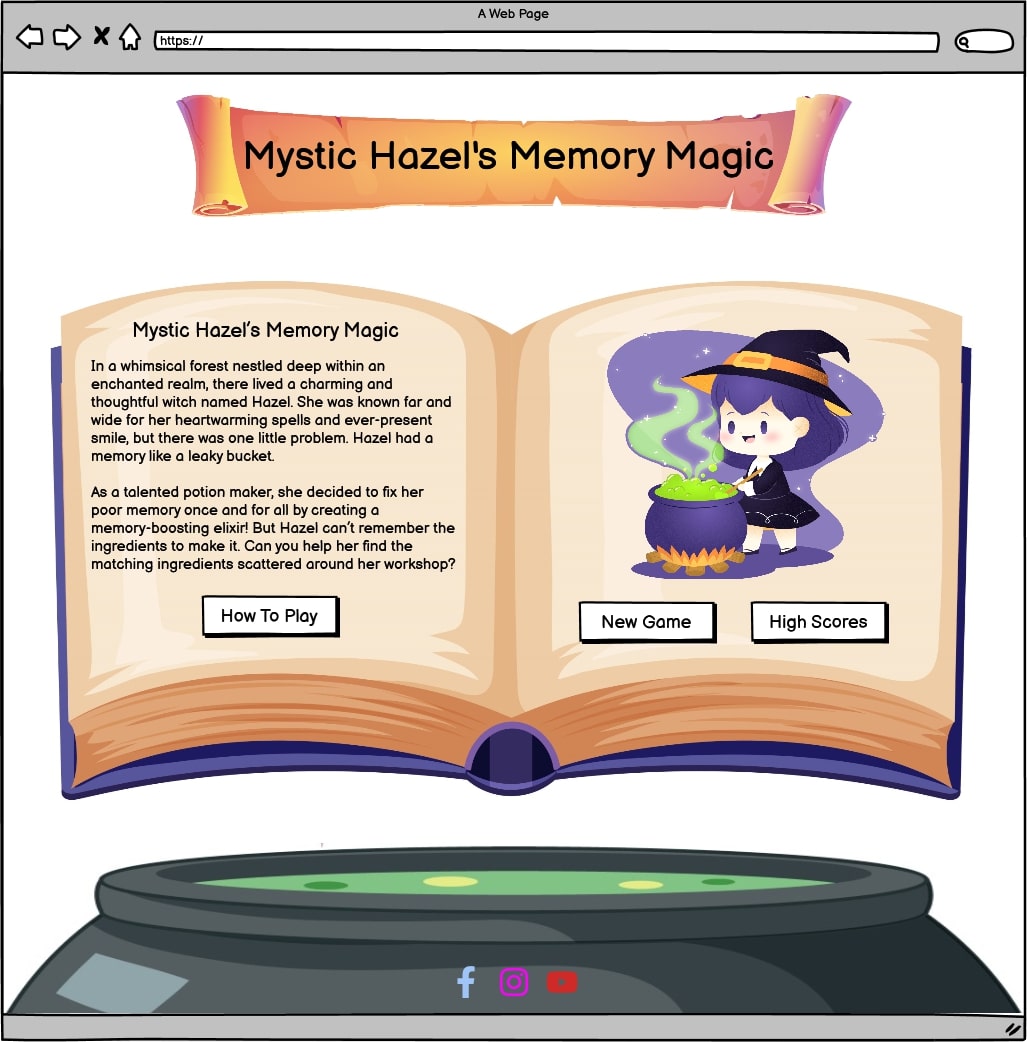 A Web Page
https://
Mystic Hazel's Memory Magic
Mystic Hazel's Memory Magic
In a whimsical forest nestled deep within an
enchanted realm, there lived a charming and
thoughtful witch named Hazel. She was known far and
wide for her heartwarming spells and ever-present
smile, but there was one little problem. Hazel had a
memory like a leaky bucket.
As a talented potion maker, she decided to fix her
poor memory once and for all by creating a
memory-boosting elixir! But Hazel can't remember the
ingredients to make it. Can you help her find the
matching ingredients scattered around her workshop?
How To Play
New Game
High Scores